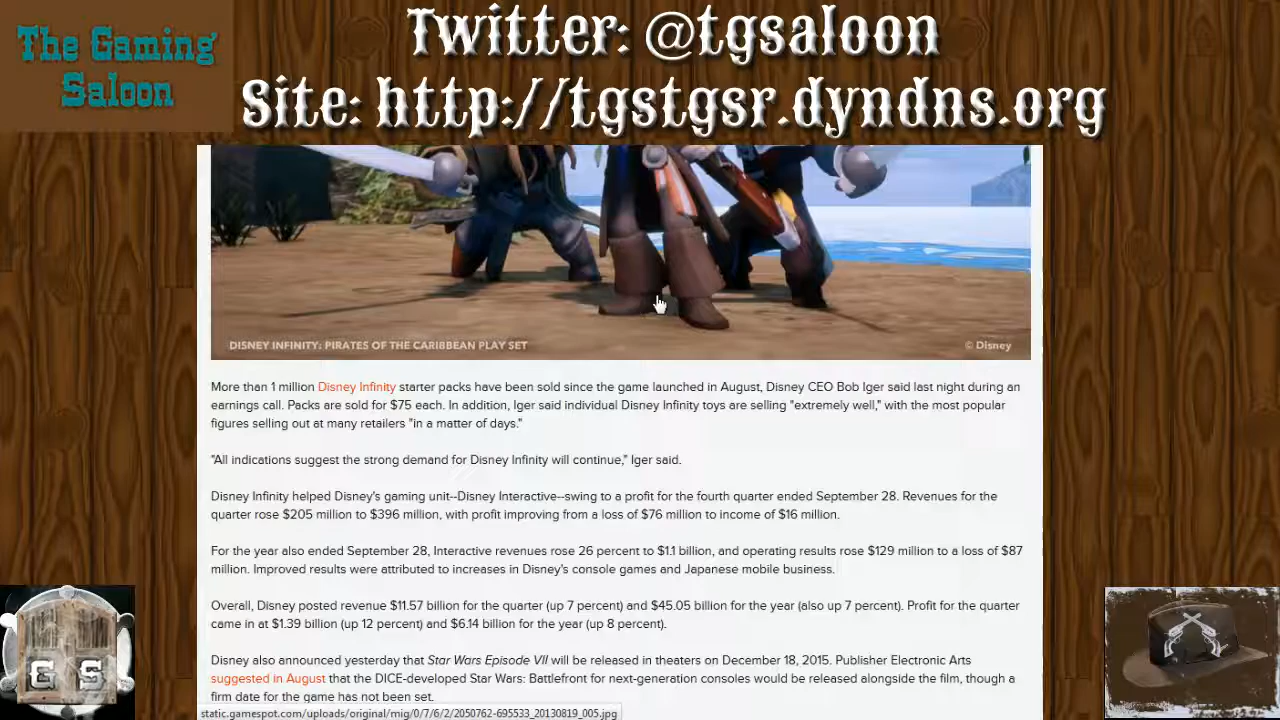 The Gaming
Saloon
Twitter: @tgsaloon
Site: http://tgstgsr.dyndns.org
DISNEY INFINITY: PIRATES OF THE CARIBBEAN PLAY SET
© Disney
More than 1 million Disney Infinity starter packs have been sold since the game launched in August, Disney CEO Bob Iger said last night during an
earnings call. Packs are sold for $75 each. In addition, Iger said individual Disney Infinity toys are selling "extremely well," with the most popular
figures selling out at many retailers "in a matter of days."
"All indications suggest the strong demand for Disney Infinity will continue," Iger said.
Disney Infinity helped Disney's gaming unit--Disney Interactive--swing to a profit for the fourth quarter ended September 28. Revenues for the
quarter rose $205 million to $396 million, with profit improving from a loss of $76 million to income of $16 million.
For the year also ended September 28, Interactive revenues rose 26 percent to $1.1 billion, and operating results rose $129 million to a loss of $87
million. Improved results were attributed to increases in Disney's console games and Japanese mobile business.
Overall, Disney posted revenue $11.57 billion for the quarter (up 7 percent) and $45.05 billion for the year (also up 7 percent). Profit for the quarter
came in at $1.39 billion (up 12 percent) and $6.14 billion for the year (up 8 percent).
Disney also announced yesterday that Star Wars Episode VII will be released in theaters on December 18, 2015. Publisher Electronic Arts
suggested in August that the DICE-developed Star Wars: Battlefront for next-generation consoles would be released alongside the film, though a
firm date for the game has not been set.
static.gamespot.com/uploads/original/mig/0/7/6/2/2050762-695533_20130819_005.jpg
G S